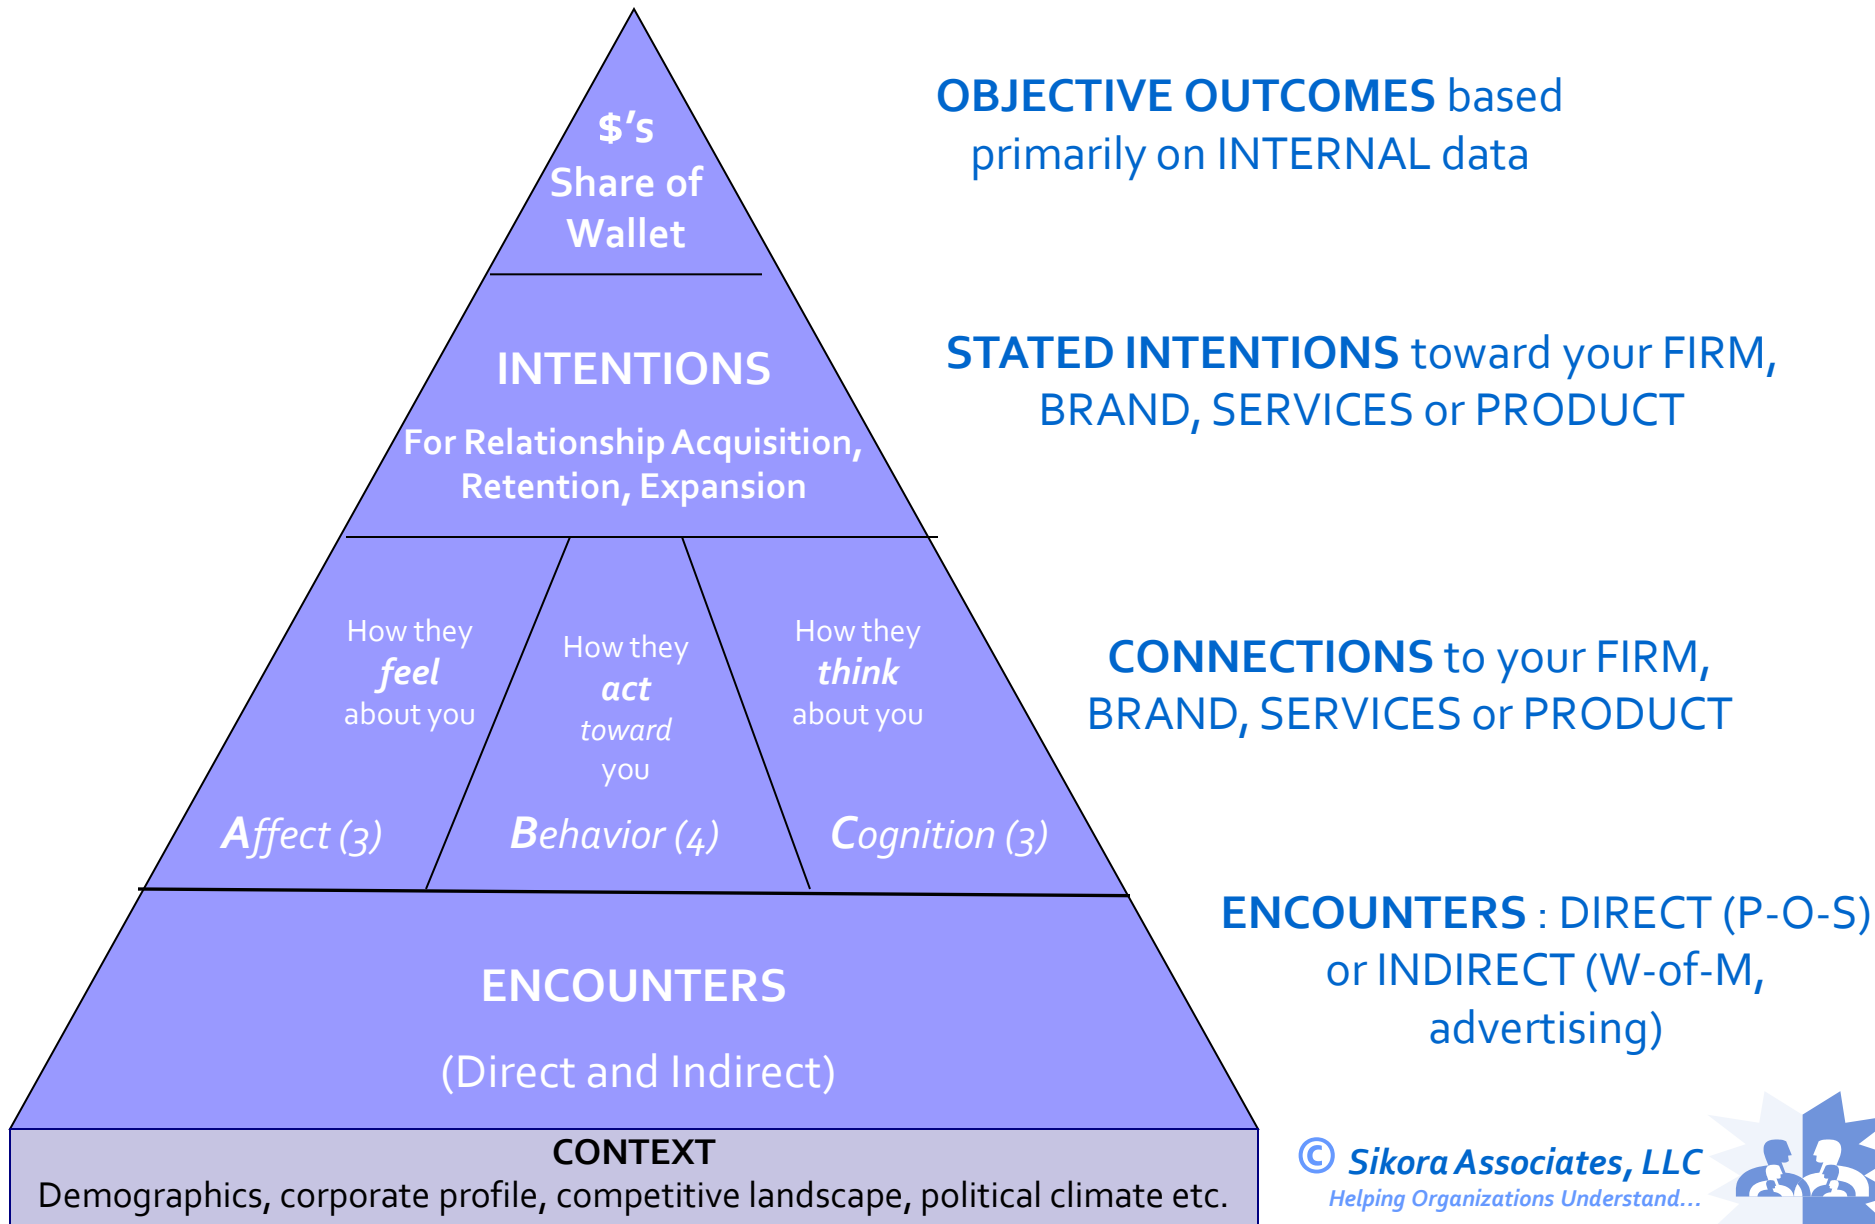 $'s
Share of
Wallet
OBJECTIVE OUTCOMES based
primarily on INTERNAL data
INTENTIONS
For Relationship Acquisition,
Retention, Expansion
STATED INTENTIONS toward your FIRM,
BRAND, SERVICES or PRODUCT
How they
feel
about you
Affect (3)
How they
act
toward
you
Behavior (4)
How they
think
about you
Cognition (3)
CONNECTIONS to your FIRM,
BRAND, SERVICES or PRODUCT
ENCOUNTERS
(Direct and Indirect)
ENCOUNTERS : DIRECT (P-O-S)
or INDIRECT (W-of-M,
advertising)
CONTEXT
Demographics, corporate profile, competitive landscape, political climate etc.
© Sikora Associates, LLC
Helping Organizations Understand...